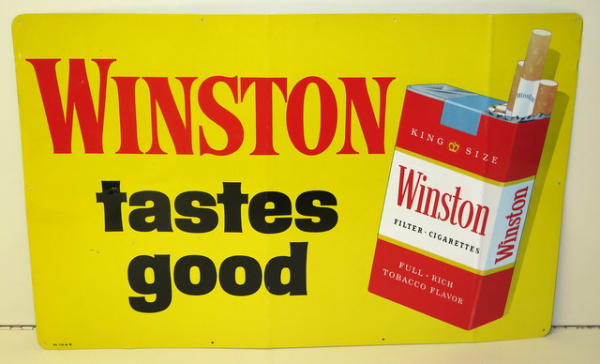 WINSTON
tastes
good
KING SIZE
Winston
FILTER - CIGARETTES
FULL - RICH
TOBACCO FLAVOR
Winston